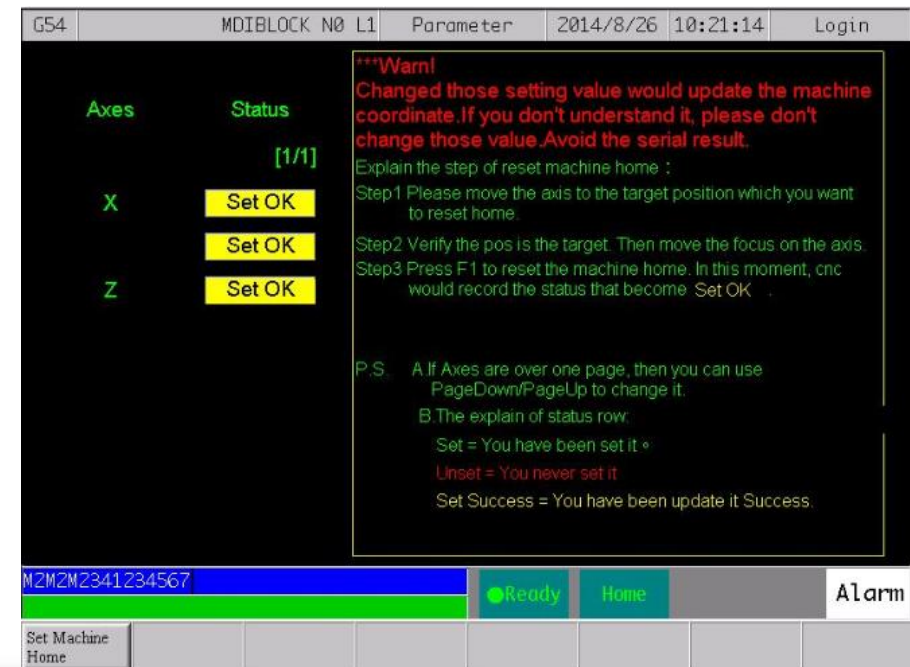 G54 MDIBLOCK N0 L1 Parameter 2014/8/26 10:21:14 Login
Axes Status
[1/1]
X Set OK
Set OK
Z Set OK
***Warn!
Changed those setting value would update the machine
coordinate.If you don't understand it, please don't
change those value.Avoid the serial result.
Explain the step of reset machine home：
Step1 Please move the axis to the target position which you want
to reset home.
Step2 Verify the pos is the target. Then move the focus on the axis.
Step3 Press F1 to reset the machine home. In this moment, cnc
would record the status that become Set OK .
P.S. A.If Axes are over one page, then you can use
PageDown/PageUp to change it.
B.The explain of status row:
Set = You have been set it。
Unset = You never set it
Set Success = You have been update it Success.
M2M2M2341234567
Ready Home Alarm
Set Machine
Home